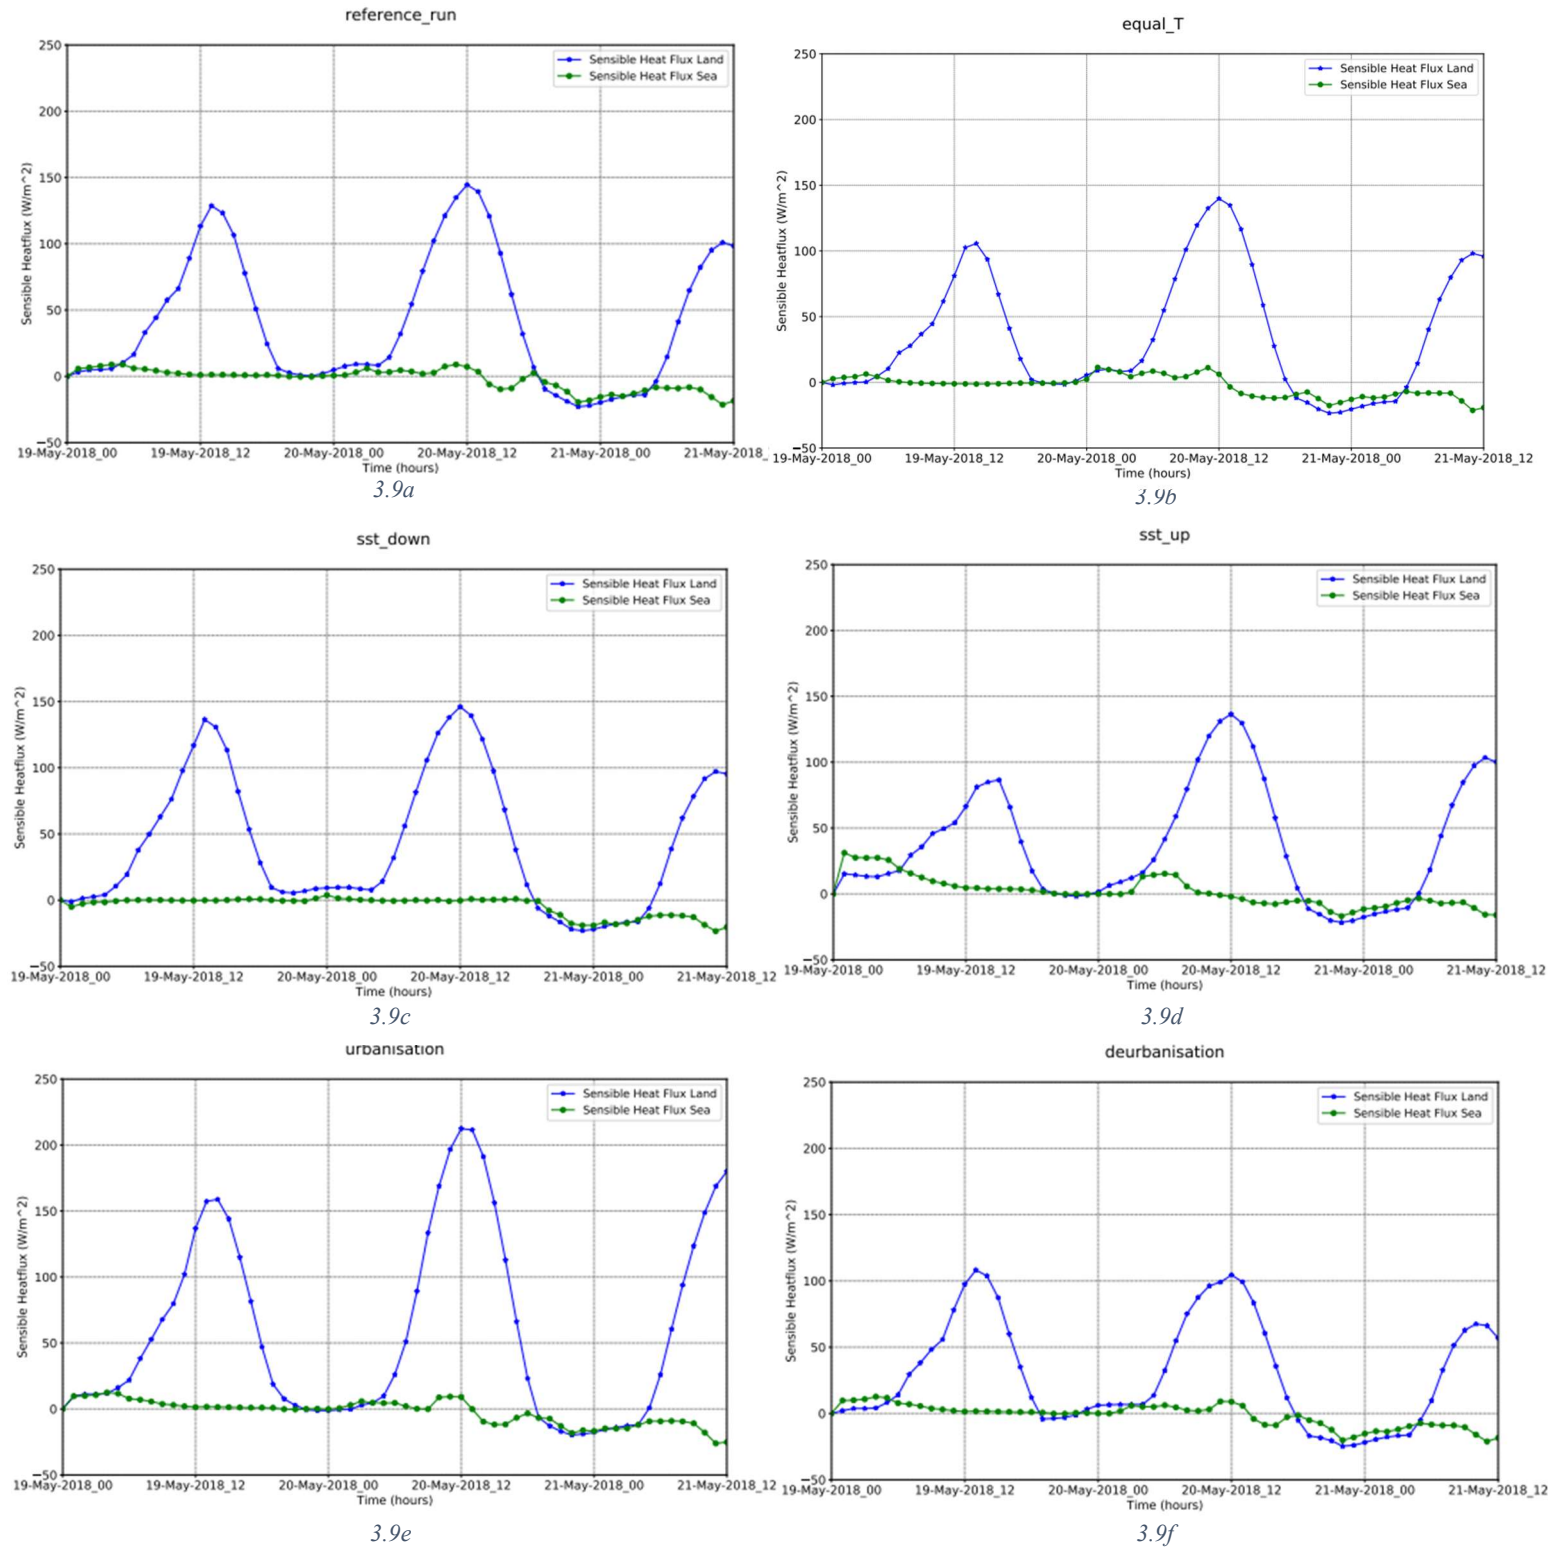 reference_run
250
200
150
100
50
0
−50
Sensible Heatflux (W/m^2)
Sensible Heat Flux Land
Sensible Heat Flux Sea
19-May-2018_00 19-May-2018_12 20-May-2018_00 20-May-2018_12 21-May-2018_00 21-May-2018_
Time (hours)
3.9a
equal_T
250
200
150
100
50
0
−50
Sensible Heatflux (W/m^2)
Sensible Heat Flux Land
Sensible Heat Flux Sea
19-May-2018_00 19-May-2018_12 20-May-2018_00 20-May-2018_12 21-May-2018_00 21-May-2018_12
Time (hours)
3.9b
sst_down
250
200
150
100
50
0
−50
Sensible Heatflux (W/m^2)
Sensible Heat Flux Land
Sensible Heat Flux Sea
19-May-2018_00 19-May-2018_12 20-May-2018_00 20-May-2018_12 21-May-2018_00 21-May-2018_12
Time (hours)
3.9c
sst_up
250
200
150
100
50
0
−50
Sensible Heatflux (W/m^2)
Sensible Heat Flux Land
Sensible Heat Flux Sea
19-May-2018_00 19-May-2018_12 20-May-2018_00 20-May-2018_12 21-May-2018_00 21-May-2018_12
Time (hours)
3.9d
urbanisation
250
200
150
100
50
0
−50
Sensible Heatflux (W/m^2)
Sensible Heat Flux Land
Sensible Heat Flux Sea
19-May-2018_00 19-May-2018_12 20-May-2018_00 20-May-2018_12 21-May-2018_00 21-May-2018_12
Time (hours)
3.9e
deurbanisation
250
200
150
100
50
0
−50
Sensible Heatflux (W/m^2)
Sensible Heat Flux Land
Sensible Heat Flux Sea
19-May-2018_00 19-May-2018_12 20-May-2018_00 20-May-2018_12 21-May-2018_00 21-May-2018_12
Time (hours)
3.9f